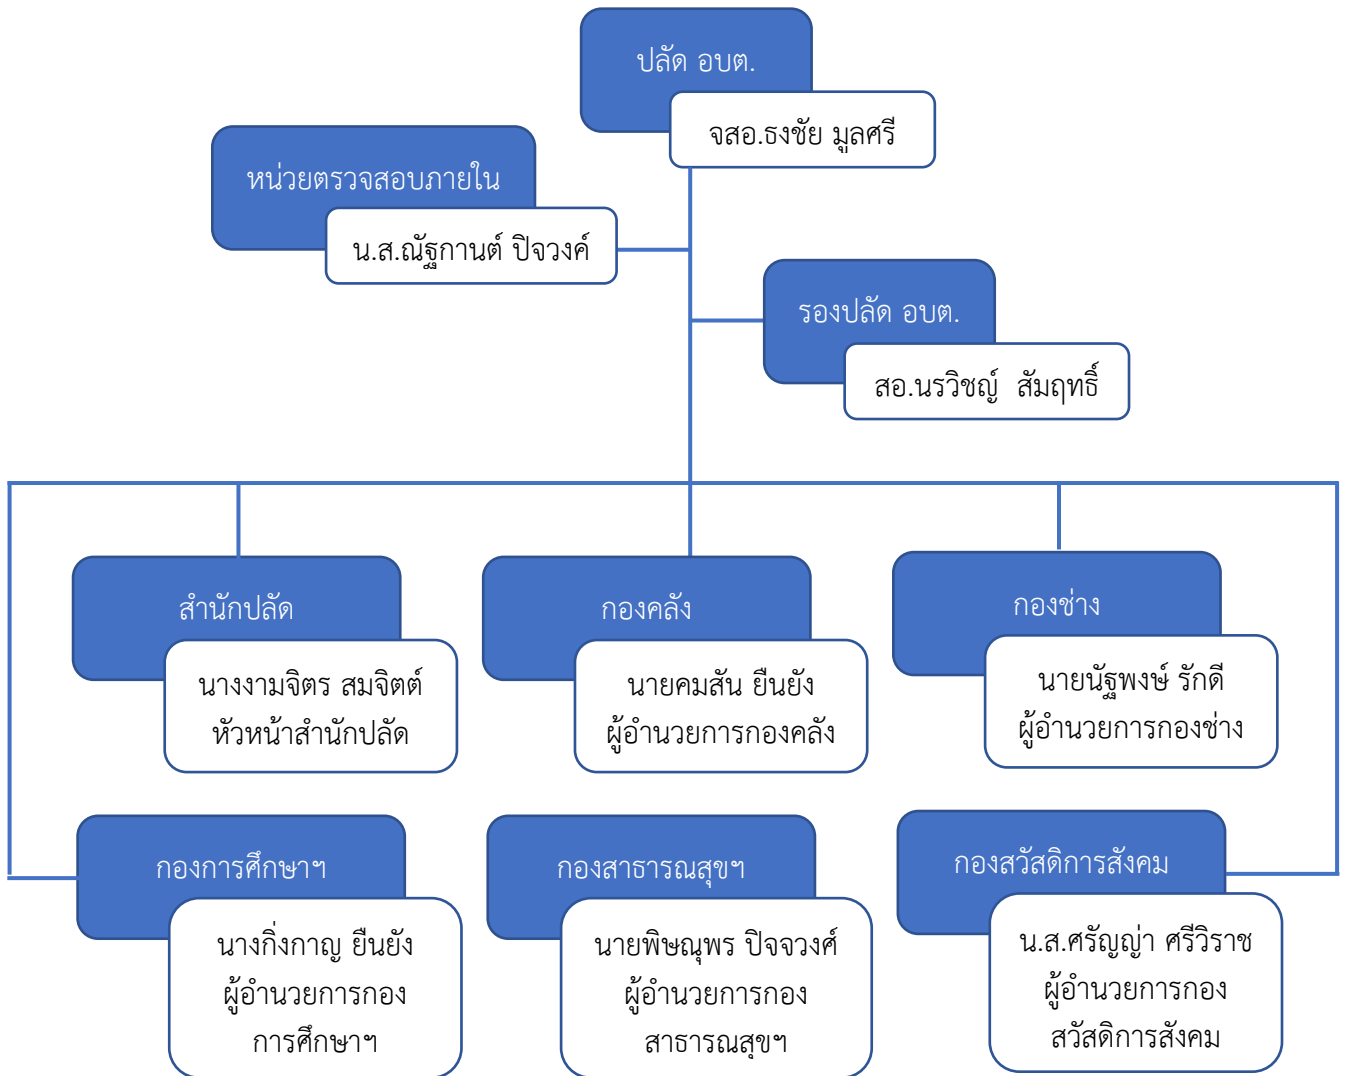 ปลัด อบต.
จสอ.ธงชัย มูลศรี
หน่วยตรวจสอบภายใน
น.ส.ณัฐกานต์ ปิจวงค์
รองปลัด อบต.
สอ.นรวิชญ์  สัมฤทธิ์
สำนักปลัด
นางงามจิตร สมจิตต์
หัวหน้าสำนักปลัด
กองคลัง
นายคมสัน ยืนยัง
ผู้อำนวยการกองคลัง
กองช่าง
นายนัฐพงษ์ รักดี
ผู้อำนวยการกองช่าง
กองการศึกษาฯ
นางกิ่งกาญ ยืนยัง
ผู้อำนวยการกอง
การศึกษาฯ
กองสาธารณสุขฯ
นายพิษณุพร ปิจจวงศ์
ผู้อำนวยการกอง
สาธารณสุขฯ
กองสวัสดิการสังคม
น.ส.ศรัญญ่า ศรีวิราช
ผู้อำนวยการกอง
สวัสดิการสังคม